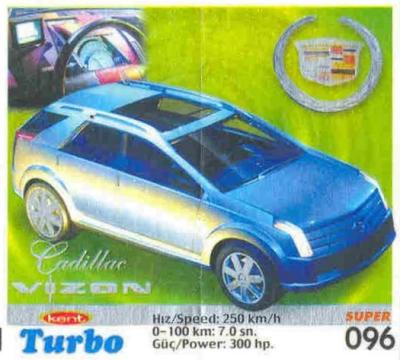 Cadillac
VIZON
kent
Turbo
Hız/Speed: 250 km/h
0-100 km: 7.0 sn.
Güç/Power: 300 hp.
SUPER
096